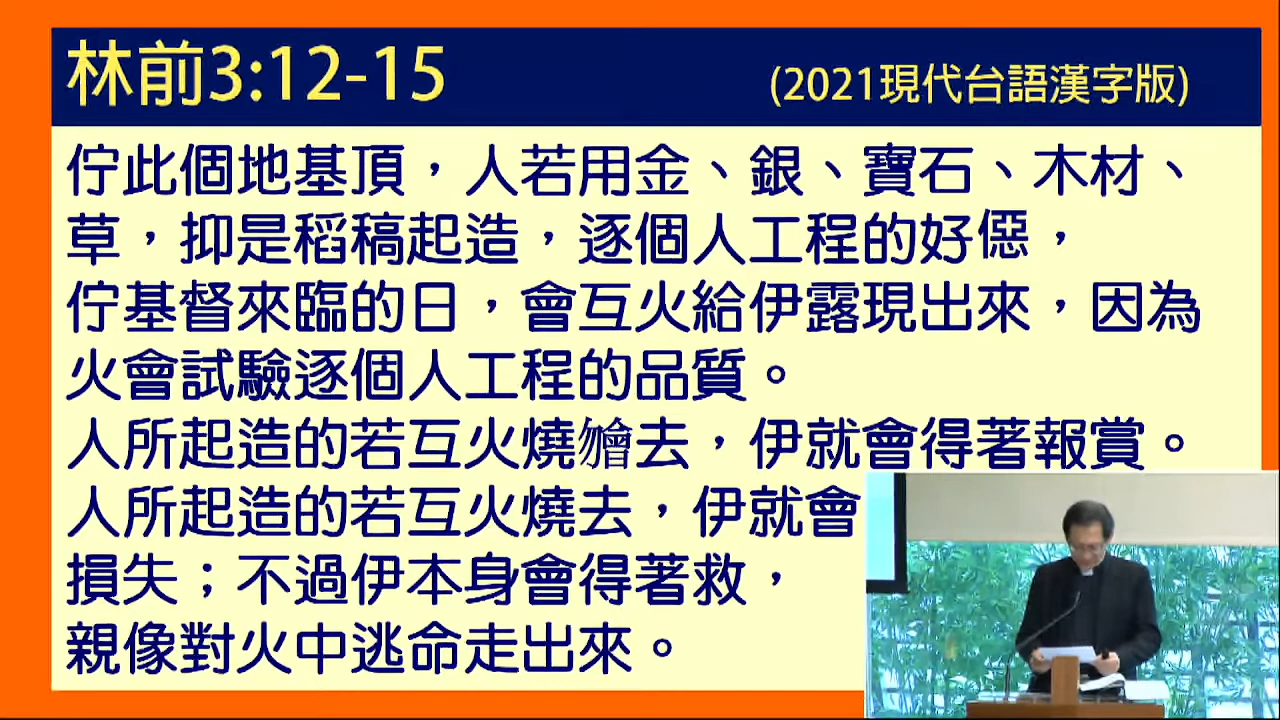 林前3:12-15
(2021現代台語漢字版)
佇此個地基頂，人若用金、銀、寶石、木材、
草，抑是稻稿起造，逐個人工程的好僫，
佇基督來臨的日，會互火給伊露現出來，因為
火會試驗逐個人工程的品質。
人所起造的若互火燒𣍐去，伊就會得著報賞。
人所起造的若互火燒去，伊就會
損失；不過伊本身會得著救，
親像對火中逃命走出來。